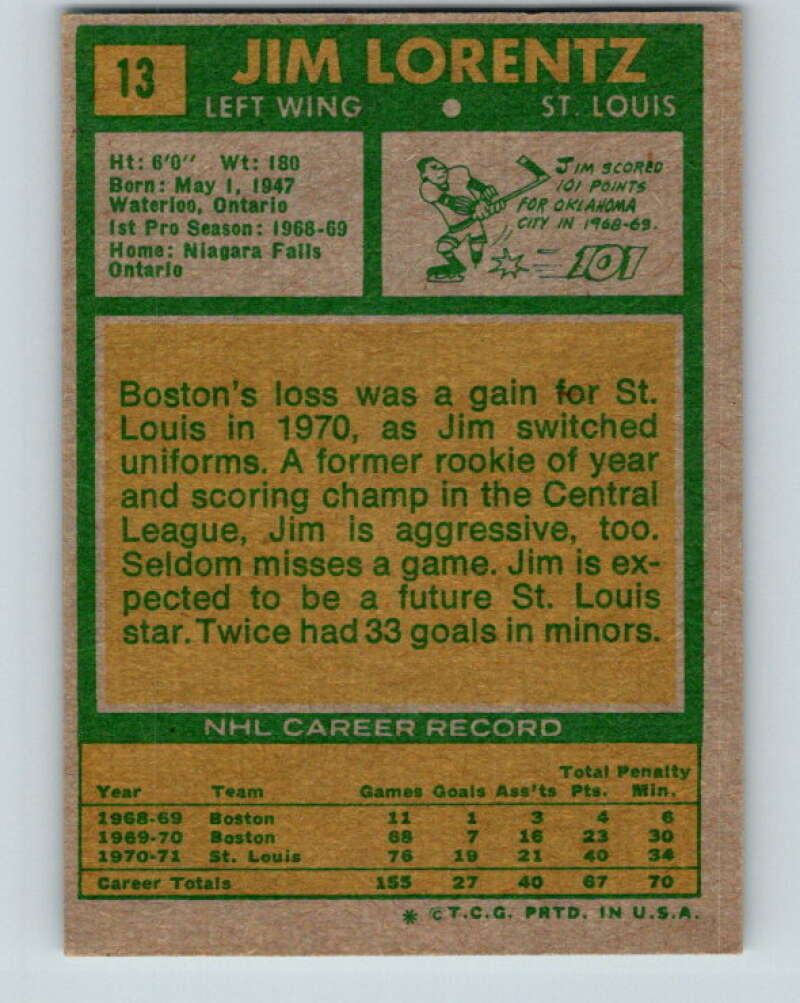 13
JIM LORENTZ
LEFT WING ● ST. LOUIS
Ht: 6'0" Wt: 180
Born: May 1, 1947
Waterloo, Ontario
1st Pro Season: 1968-69
Home: Niagara Falls
Ontario
JIM SCORED
101 POINTS
FOR OKLAHOMA
CITY IN 1968-69.
101
Boston's loss was a gain for St.
Louis in 1970, as Jim switched
uniforms. A former rookie of year
and scoring champ in the Central
League, Jim is aggressive, too.
Seldom misses a game. Jim is ex-
pected to be a future St. Louis
star. Twice had 33 goals in minors.
NHL CAREER RECORD
Total Penalty
Year Team Games Goals Ass'ts Pts. Min.
1968-69 Boston 11 1 3 4 6
1969-70 Boston 68 7 16 23 30
1970-71 St. Louis 76 19 21 40 34
Career Totals 155 27 40 67 70
* © T.C.G. PRTD. IN U.S.A.